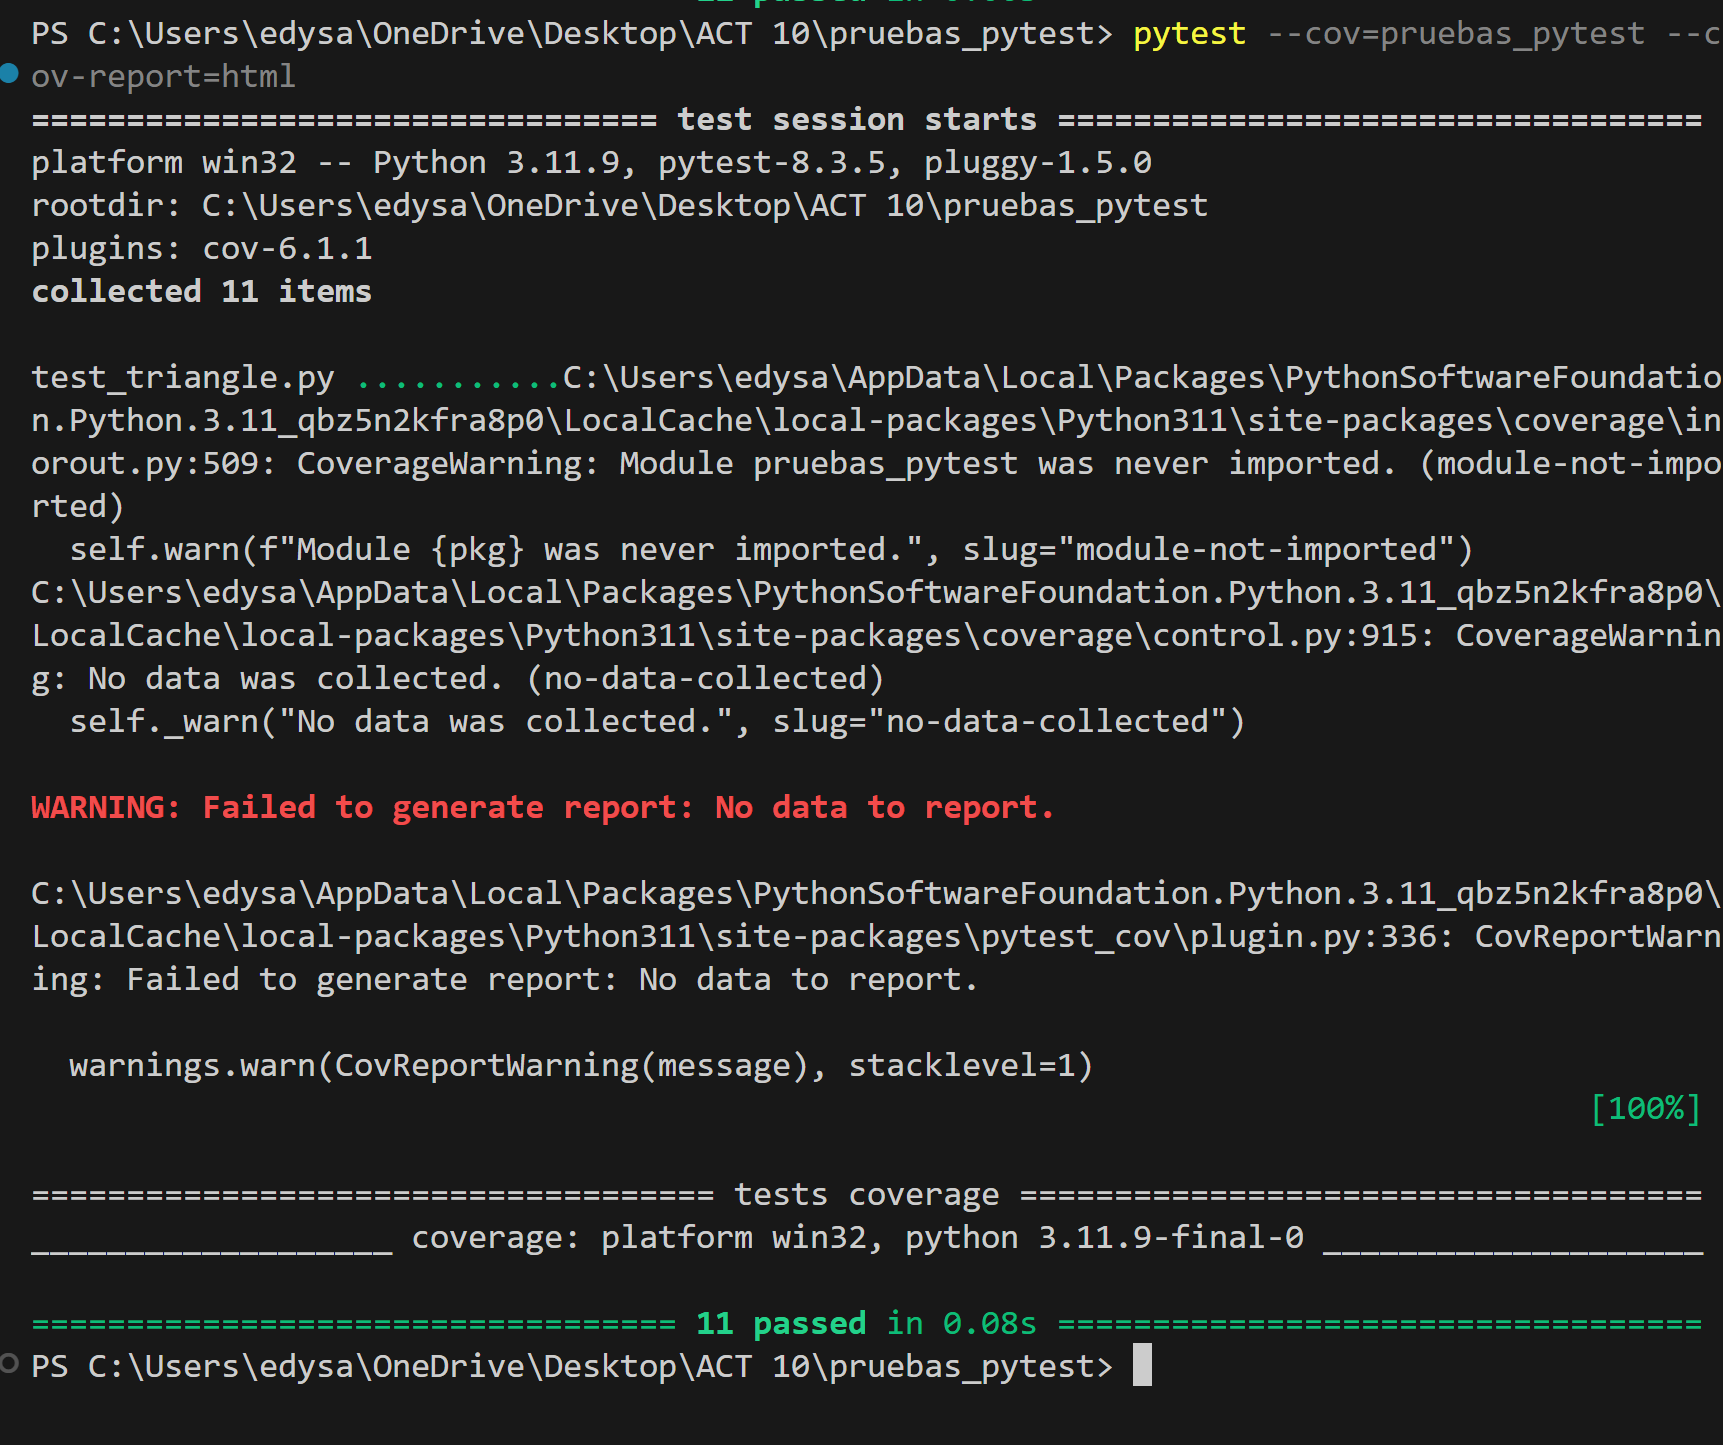 PS C:\Users\edysa\OneDrive\Desktop\ACT 10\pruebas_pytest> pytest --cov=pruebas_pytest --c
ov-report=html
================================= test session starts ==================================
platform win32 -- Python 3.11.9, pytest-8.3.5, pluggy-1.5.0
rootdir: C:\Users\edysa\OneDrive\Desktop\ACT 10\pruebas_pytest
plugins: cov-6.1.1
collected 11 items
test_triangle.py ...........C:\Users\edysa\AppData\Local\Packages\PythonSoftwareFoundatio
n.Python.3.11_qbz5n2kfra8p0\LocalCache\local-packages\Python311\site-packages\coverage\in
orout.py:509: CoverageWarning: Module pruebas_pytest was never imported. (module-not-impo
rted)
  self.warn(f"Module {pkg} was never imported.", slug="module-not-imported")
C:\Users\edysa\AppData\Local\Packages\PythonSoftwareFoundation.Python.3.11_qbz5n2kfra8p0\
LocalCache\local-packages\Python311\site-packages\coverage\control.py:915: CoverageWarnin
g: No data was collected. (no-data-collected)
  self._warn("No data was collected.", slug="no-data-collected")
WARNING: Failed to generate report: No data to report.
C:\Users\edysa\AppData\Local\Packages\PythonSoftwareFoundation.Python.3.11_qbz5n2kfra8p0\
LocalCache\local-packages\Python311\site-packages\pytest_cov\plugin.py:336: CovReportWarn
ing: Failed to generate report: No data to report.
  warnings.warn(CovReportWarning(message), stacklevel=1)
[100%]
==================================== tests coverage ====================================
___________________ coverage: platform win32, python 3.11.9-final-0 ____________________
================================== 11 passed in 0.08s ==================================
PS C:\Users\edysa\OneDrive\Desktop\ACT 10\pruebas_pytest>